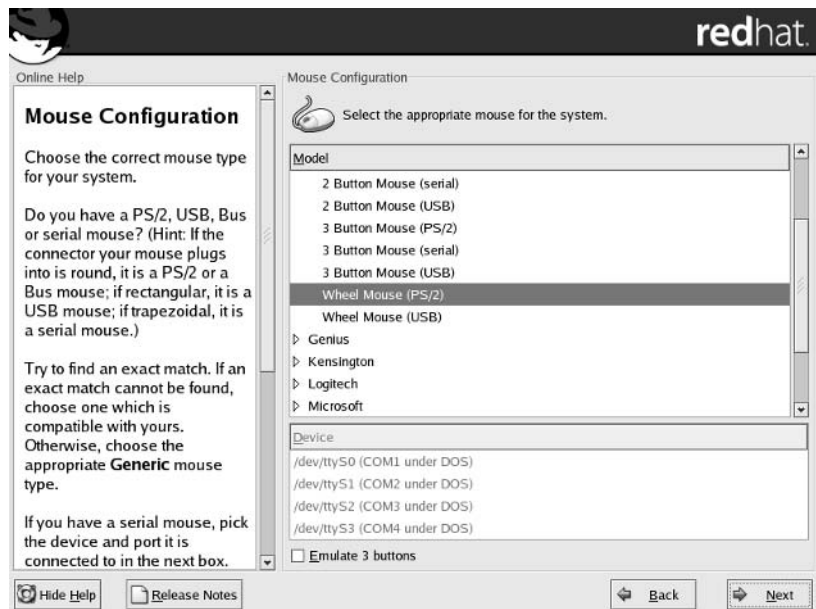 redhat.
Online Help
Mouse Configuration
Choose the correct mouse type
for your system.
Do you have a PS/2, USB, Bus
or serial mouse? (Hint: If the
connector your mouse plugs
into is round, it is a PS/2 or a
Bus mouse; if rectangular, it is a
USB mouse; if trapezoidal, it is
a serial mouse.)
Try to find an exact match. If an
exact match cannot be found,
choose one which is
compatible with yours.
Otherwise, choose the
appropriate Generic mouse
type.
If you have a serial mouse, pick
the device and port it is
connected to in the next box.
Mouse Configuration
Select the appropriate mouse for the system.
Model
2 Button Mouse (serial)
2 Button Mouse (USB)
3 Button Mouse (PS/2)
3 Button Mouse (serial)
3 Button Mouse (USB)
Wheel Mouse (PS/2)
Wheel Mouse (USB)
Genius
Kensington
Logitech
Microsoft
Device
/dev/ttyS0 (COM1 under DOS)
/dev/ttyS1 (COM2 under DOS)
/dev/ttyS2 (COM3 under DOS)
/dev/ttyS3 (COM4 under DOS)
Emulate 3 buttons
Hide Help
Release Notes
Back
Next